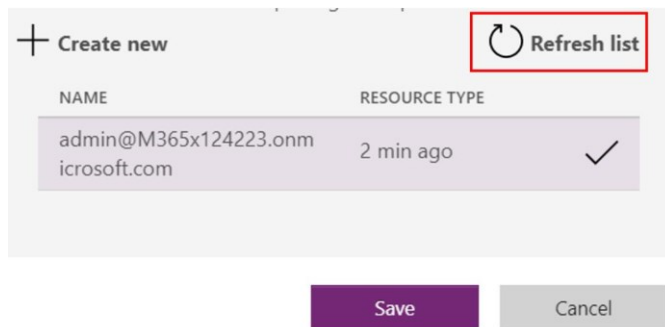 Create new
Refresh list
NAME
RESOURCE TYPE
admin@M365x124223.onm
icrosoft.com
2 min ago
Save
Cancel